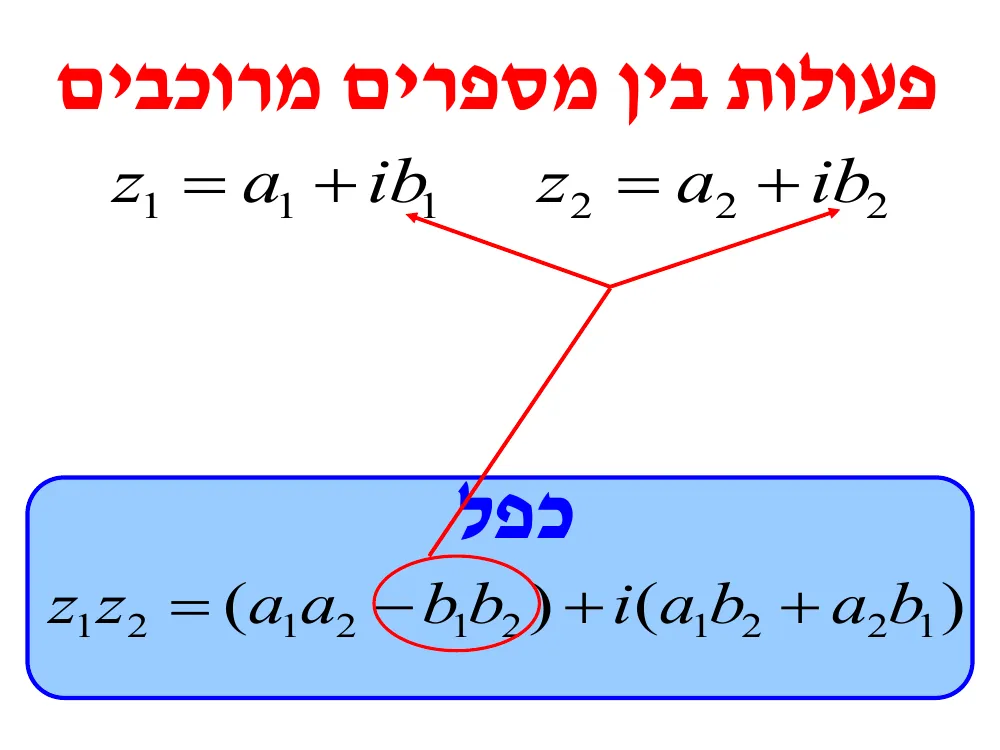 פעולות בין מספרים מרוכבים
z₁ = a₁ + ib₁    z₂ = a₂ + ib₂
כפל
z₁z₂ = (a₁a₂ − b₁b₂) + i(a₁b₂ + a₂b₁)